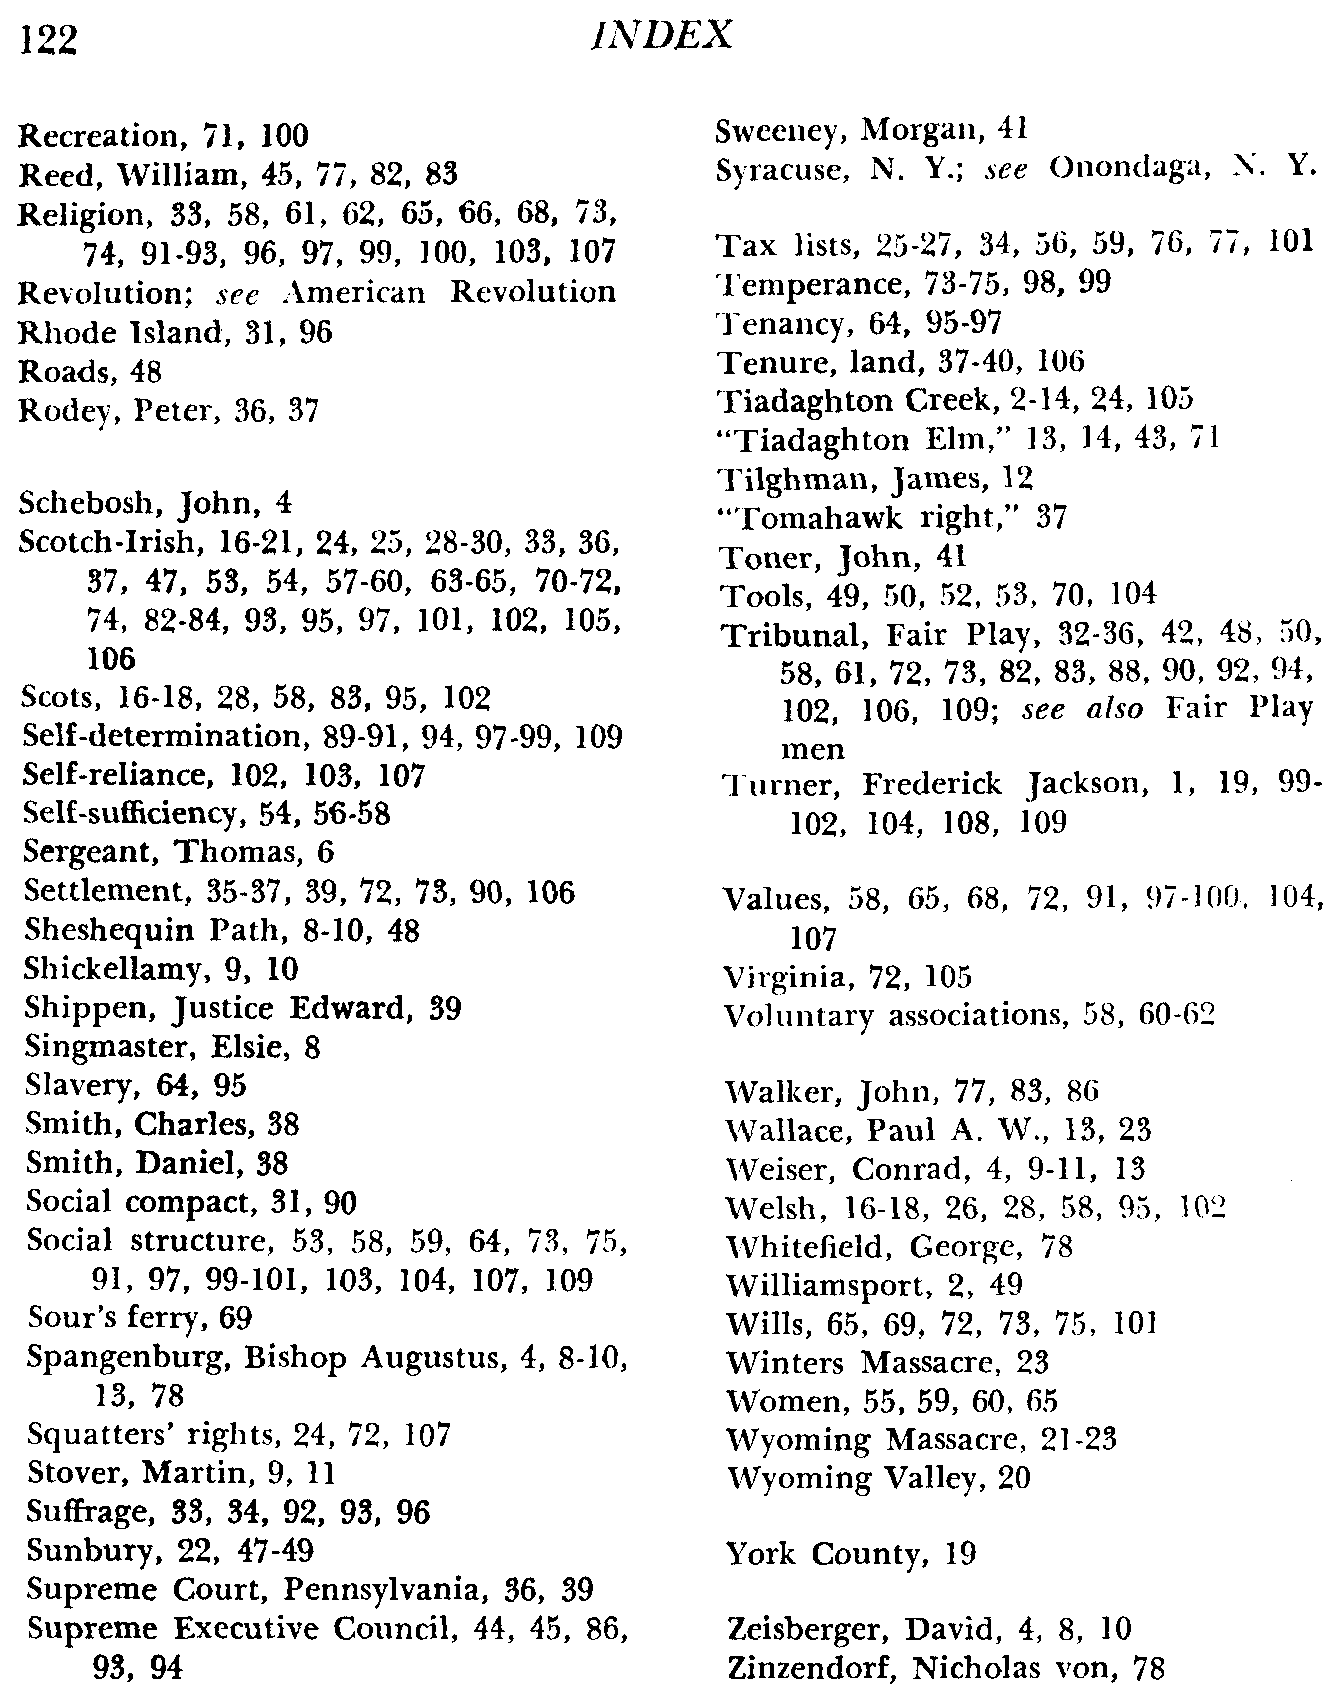 122
INDEX
Recreation, 71, 100
Reed, William, 45, 77, 82, 83
Religion, 33, 58, 61, 62, 65, 66, 68, 73,
74, 91-93, 96, 97, 99, 100, 103, 107
Revolution; see American Revolution
Rhode Island, 31, 96
Roads, 48
Rodey, Peter, 36, 37
Schebosh, John, 4
Scotch-Irish, 16-21, 24, 25, 28-30, 33, 36,
37, 47, 53, 54, 57-60, 63-65, 70-72,
74, 82-84, 93, 95, 97, 101, 102, 105,
106
Scots, 16-18, 28, 58, 83, 95, 102
Self-determination, 89-91, 94, 97-99, 109
Self-reliance, 102, 103, 107
Self-sufficiency, 54, 56-58
Sergeant, Thomas, 6
Settlement, 35-37, 39, 72, 73, 90, 106
Sheshequin Path, 8-10, 48
Shickellamy, 9, 10
Shippen, Justice Edward, 39
Singmaster, Elsie, 8
Slavery, 64, 95
Smith, Charles, 38
Smith, Daniel, 38
Social compact, 31, 90
Social structure, 53, 58, 59, 64, 73, 75,
91, 97, 99-101, 103, 104, 107, 109
Sour's ferry, 69
Spangenburg, Bishop Augustus, 4, 8-10,
13, 78
Squatters' rights, 24, 72, 107
Stover, Martin, 9, 11
Suffrage, 33, 34, 92, 93, 96
Sunbury, 22, 47-49
Supreme Court, Pennsylvania, 36, 39
Supreme Executive Council, 44, 45, 86,
93, 94
Sweeney, Morgan, 41
Syracuse, N. Y.; see Onondaga, N. Y.
Tax lists, 25-27, 34, 56, 59, 76, 77, 101
Temperance, 73-75, 98, 99
Tenancy, 64, 95-97
Tenure, land, 37-40, 106
Tiadaghton Creek, 2-14, 24, 105
"Tiadaghton Elm," 13, 14, 43, 71
Tilghman, James, 12
"Tomahawk right," 37
Toner, John, 41
Tools, 49, 50, 52, 53, 70, 104
Tribunal, Fair Play, 32-36, 42, 48, 50,
58, 61, 72, 73, 82, 83, 88, 90, 92, 94,
102, 106, 109; see also Fair Play
men
Turner, Frederick Jackson, 1, 19, 99-
102, 104, 108, 109
Values, 58, 65, 68, 72, 91, 97-100, 104,
107
Virginia, 72, 105
Voluntary associations, 58, 60-62
Walker, John, 77, 83, 86
Wallace, Paul A. W., 13, 23
Weiser, Conrad, 4, 9-11, 13
Welsh, 16-18, 26, 28, 58, 95, 102
Whitefield, George, 78
Williamsport, 2, 49
Wills, 65, 69, 72, 73, 75, 101
Winters Massacre, 23
Women, 55, 59, 60, 65
Wyoming Massacre, 21-23
Wyoming Valley, 20
York County, 19
Zeisberger, David, 4, 8, 10
Zinzendorf, Nicholas von, 78